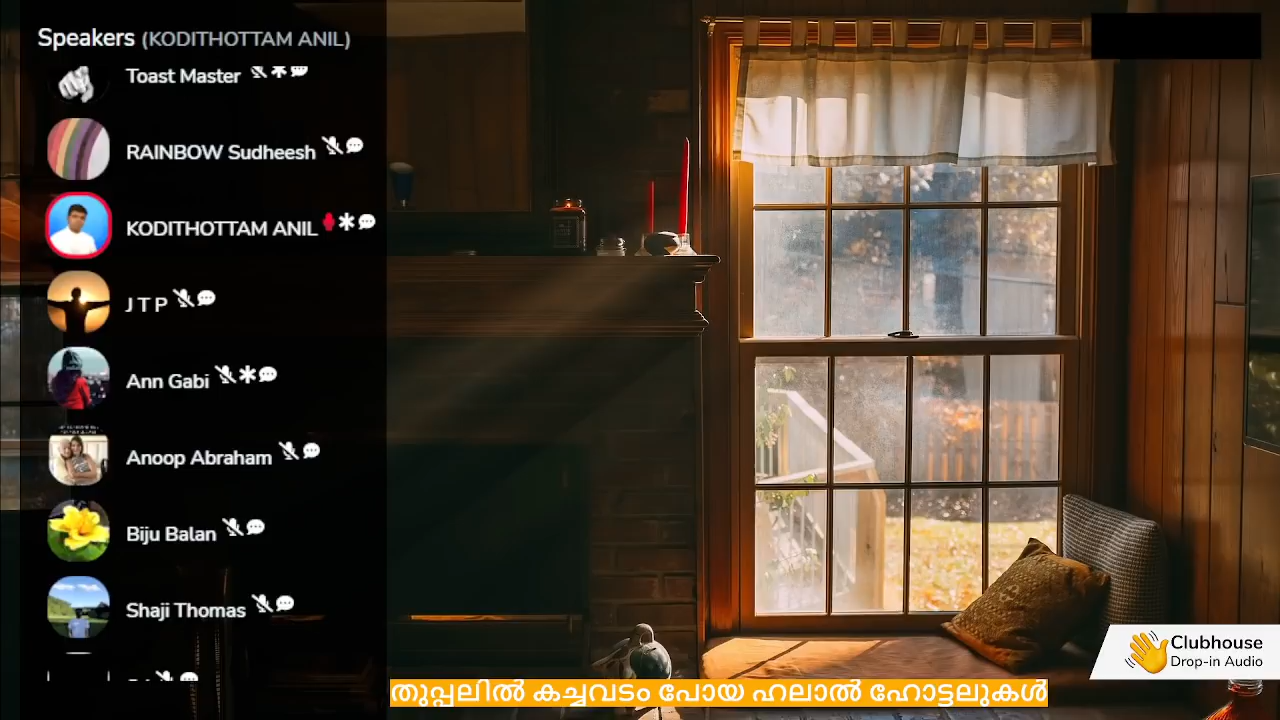 Speakers (KODITHOTTAM ANIL)
Toast Master
RAINBOW Sudheesh
KODITHOTTAM ANIL
J T P
Ann Gabi
Anoop Abraham
Biju Balan
Shaji Thomas
Clubhouse
Drop-in Audio
തുപ്പലിൽ കച്ചവടം പോയ ഹലാൽ ഹോട്ടലുകൾ